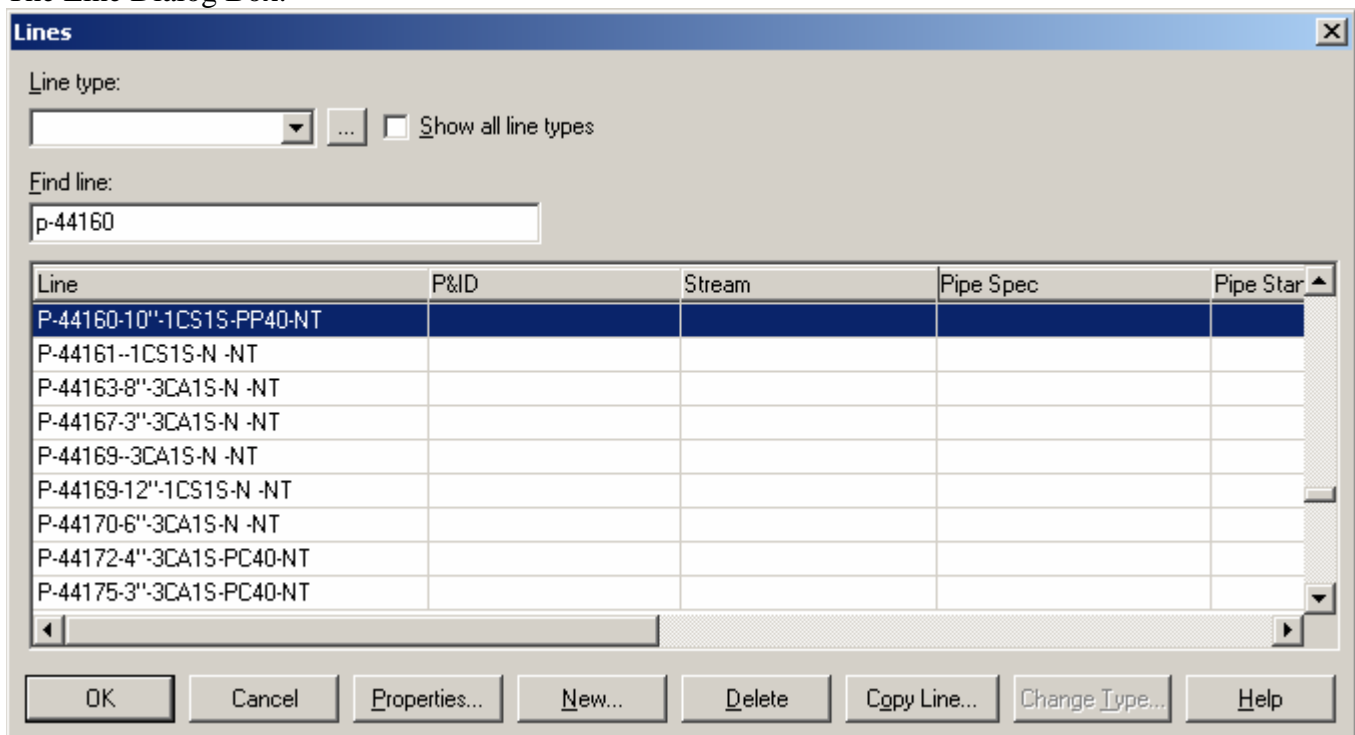 The Line Dialog Box:
Lines
Line type:
... Show all line types
Find line:
p-44160
Line P&ID Stream Pipe Spec Pipe Star
P-44160-10"-1CS1S-PP40-NT
P-44161--1CS1S-N -NT
P-44163-8"-3CA1S-N -NT
P-44167-3"-3CA1S-N -NT
P-44169--3CA1S-N -NT
P-44169-12"-1CS1S-N -NT
P-44170-6"-3CA1S-N -NT
P-44172-4"-3CA1S-PC40-NT
P-44175-3"-3CA1S-PC40-NT
OK Cancel Properties... New... Delete Copy Line... Change Type... Help